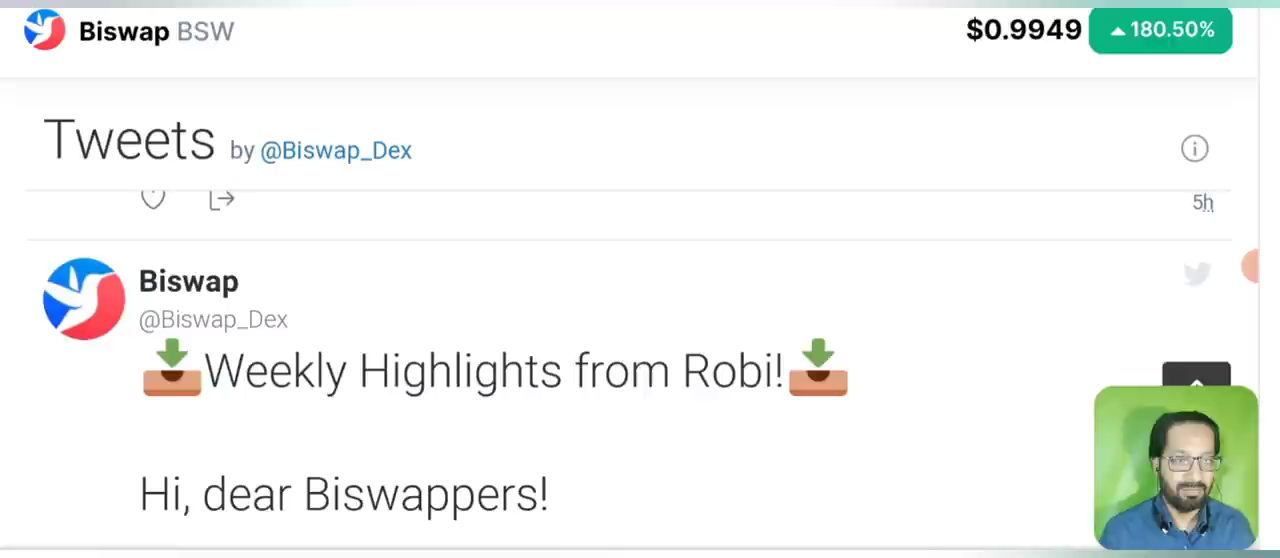 Biswap BSW
$0.9949 ▲180.50%
Tweets by @Biswap_Dex
5h
Biswap
@Biswap_Dex
📥Weekly Highlights from Robi!📥
Hi, dear Biswappers!